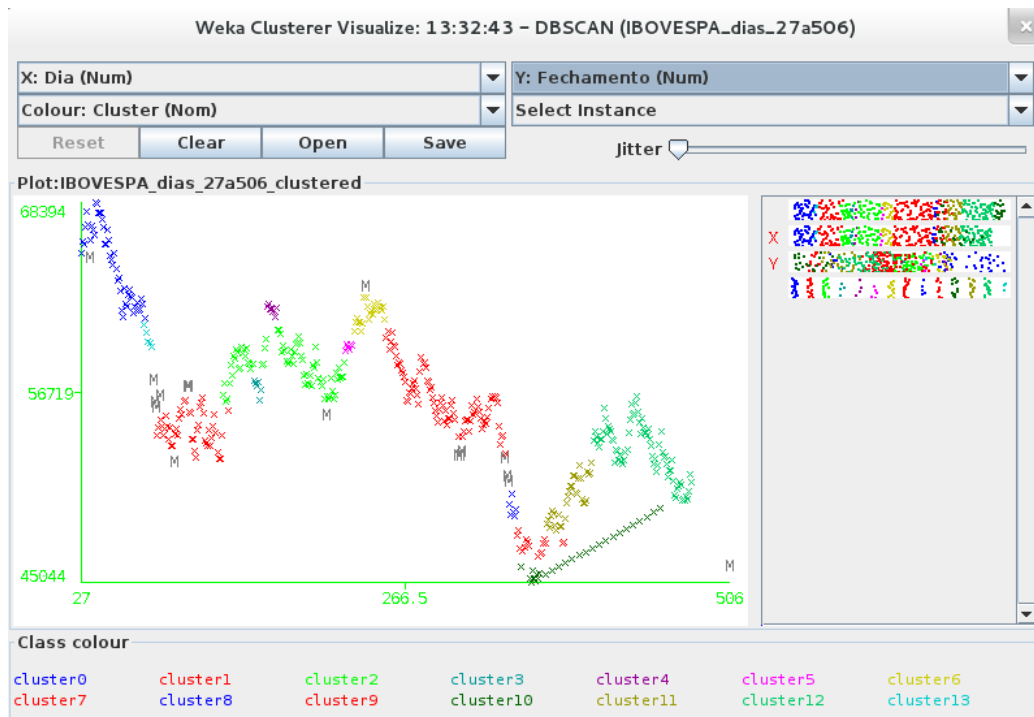 Weka Clusterer Visualize: 13:32:43 – DBSCAN (IBOVESPA_dias_27a506)
X: Dia (Num) Y: Fechamento (Num)
Colour: Cluster (Nom) Select Instance
Reset Clear Open Save Jitter
Plot:IBOVESPA_dias_27a506_clustered
68394
X
Y
M
M
M
M
M
M
M
M
M
56719
M
M
M
M
M
M
M
M
45044
M
27 266.5 506
Class colour
cluster0 cluster1 cluster2 cluster3 cluster4 cluster5 cluster6
cluster7 cluster8 cluster9 cluster10 cluster11 cluster12 cluster13